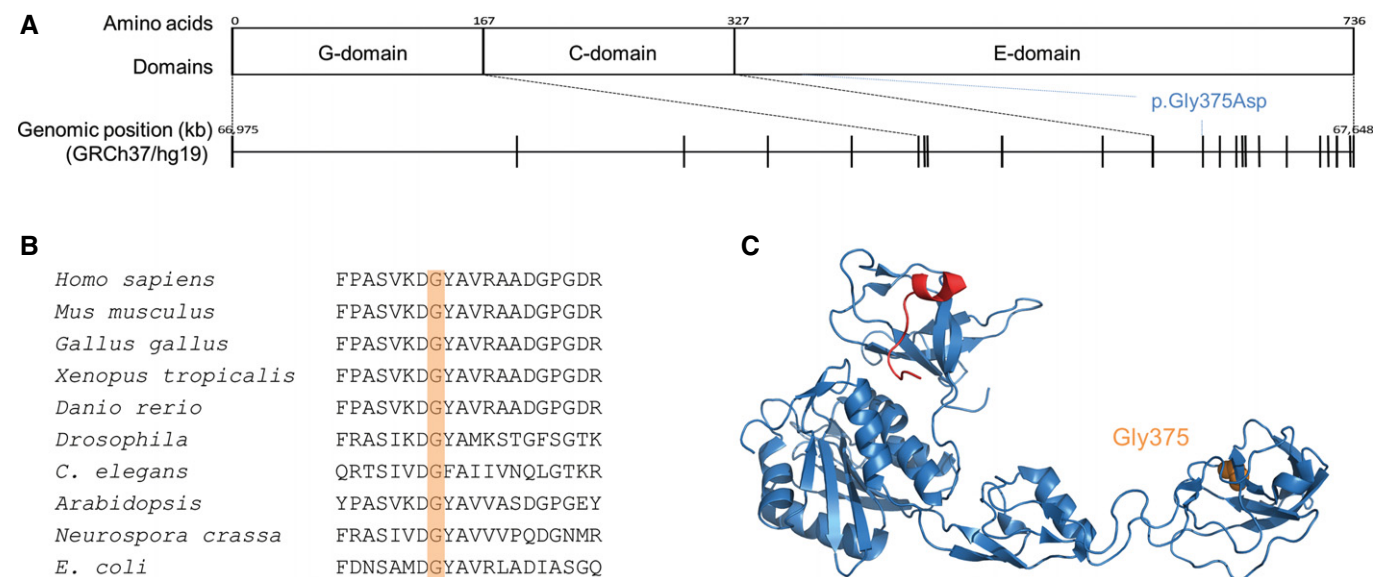 A
Amino acids 0 167 327 736
Domains G-domain C-domain E-domain
p.Gly375Asp
Genomic position (kb) 66,975 67,648
(GRCh37/hg19)
B
Homo sapiens FPASVKDGYAVRAADGPGDR
Mus musculus FPASVKDGYAVRAADGPGDR
Gallus gallus FPASVKDGYAVRAADGPGDR
Xenopus tropicalis FPASVKDGYAVRAADGPGDR
Danio rerio FPASVKDGYAVRAADGPGDR
Drosophila FRASIKDGYAMKSTGFSGTK
C. elegans QRTSIVDGFAIIVNQLGTKR
Arabidopsis YPASVKDGYAVVASDGPGEY
Neurospora crassa FRASIVDGYAVVVPQDGNMR
E. coli FDNSAMDGYAVRLADIASGQ
C
Gly375